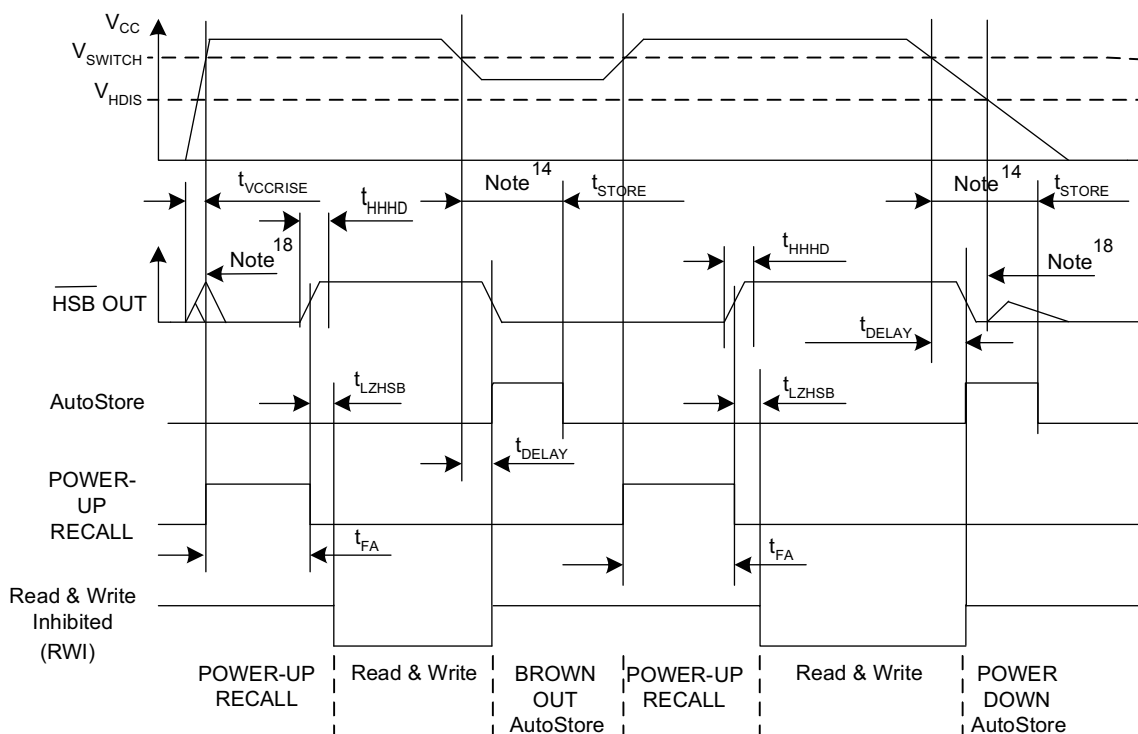 VCC
VSWITCH
VHDIS
tVCCRISE
Note14
tSTORE
Note14
tSTORE
tHHHD
Note18
tHHHD
Note18
HSB OUT
tDELAY
tLZHSB
tLZHSB
AutoStore
tDELAY
POWER-
UP
RECALL
tFA
tFA
Read & Write
Inhibited
(RWI)
POWER-UP
RECALL
Read & Write
BROWN
OUT
AutoStore
POWER-UP
RECALL
Read & Write
POWER
DOWN
AutoStore